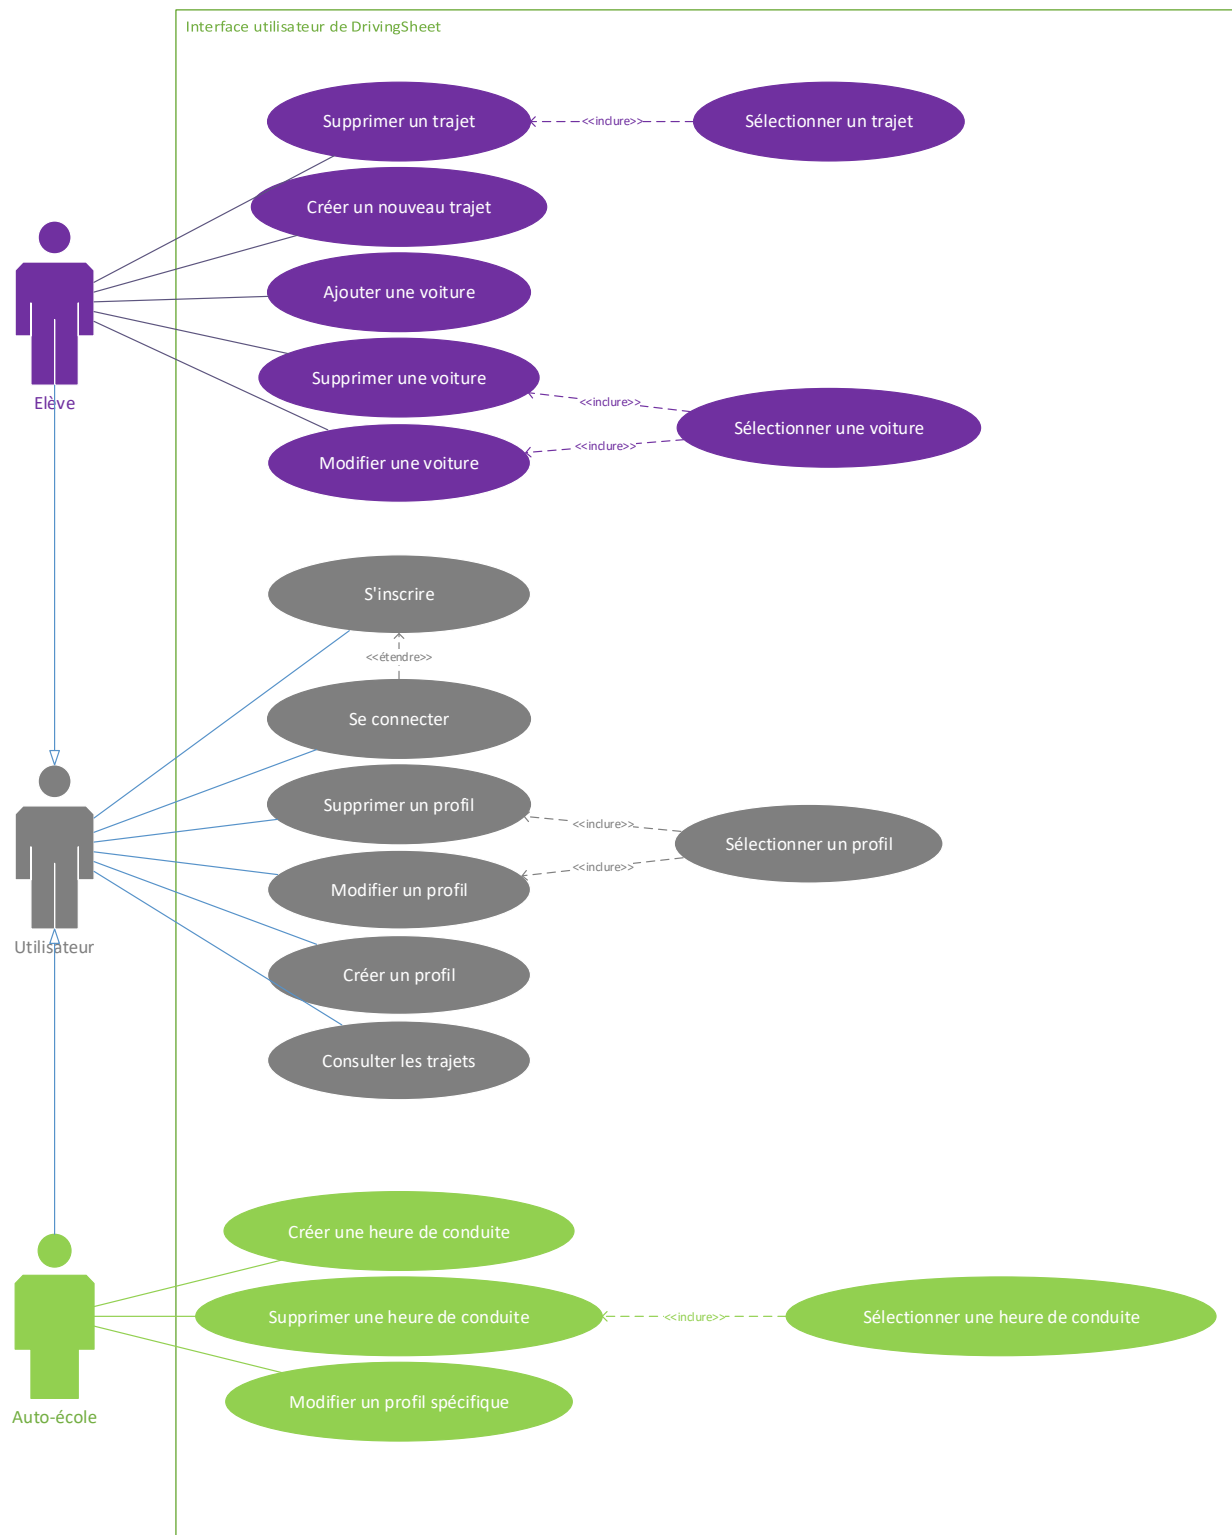 Interface utilisateur de DrivingSheet
Supprimer un trajet
<<inclure>>
Sélectionner un trajet
Créer un nouveau trajet
Ajouter une voiture
Supprimer une voiture
<<inclure>>
Elève
Sélectionner une voiture
<<inclure>>
Modifier une voiture
S'inscrire
<<étendre>>
Se connecter
Supprimer un profil
<<inclure>>
Sélectionner un profil
<<inclure>>
Modifier un profil
Utilisateur
Créer un profil
Consulter les trajets
Créer une heure de conduite
Supprimer une heure de conduite
<<inclure>>
Sélectionner une heure de conduite
Modifier un profil spécifique
Auto-école